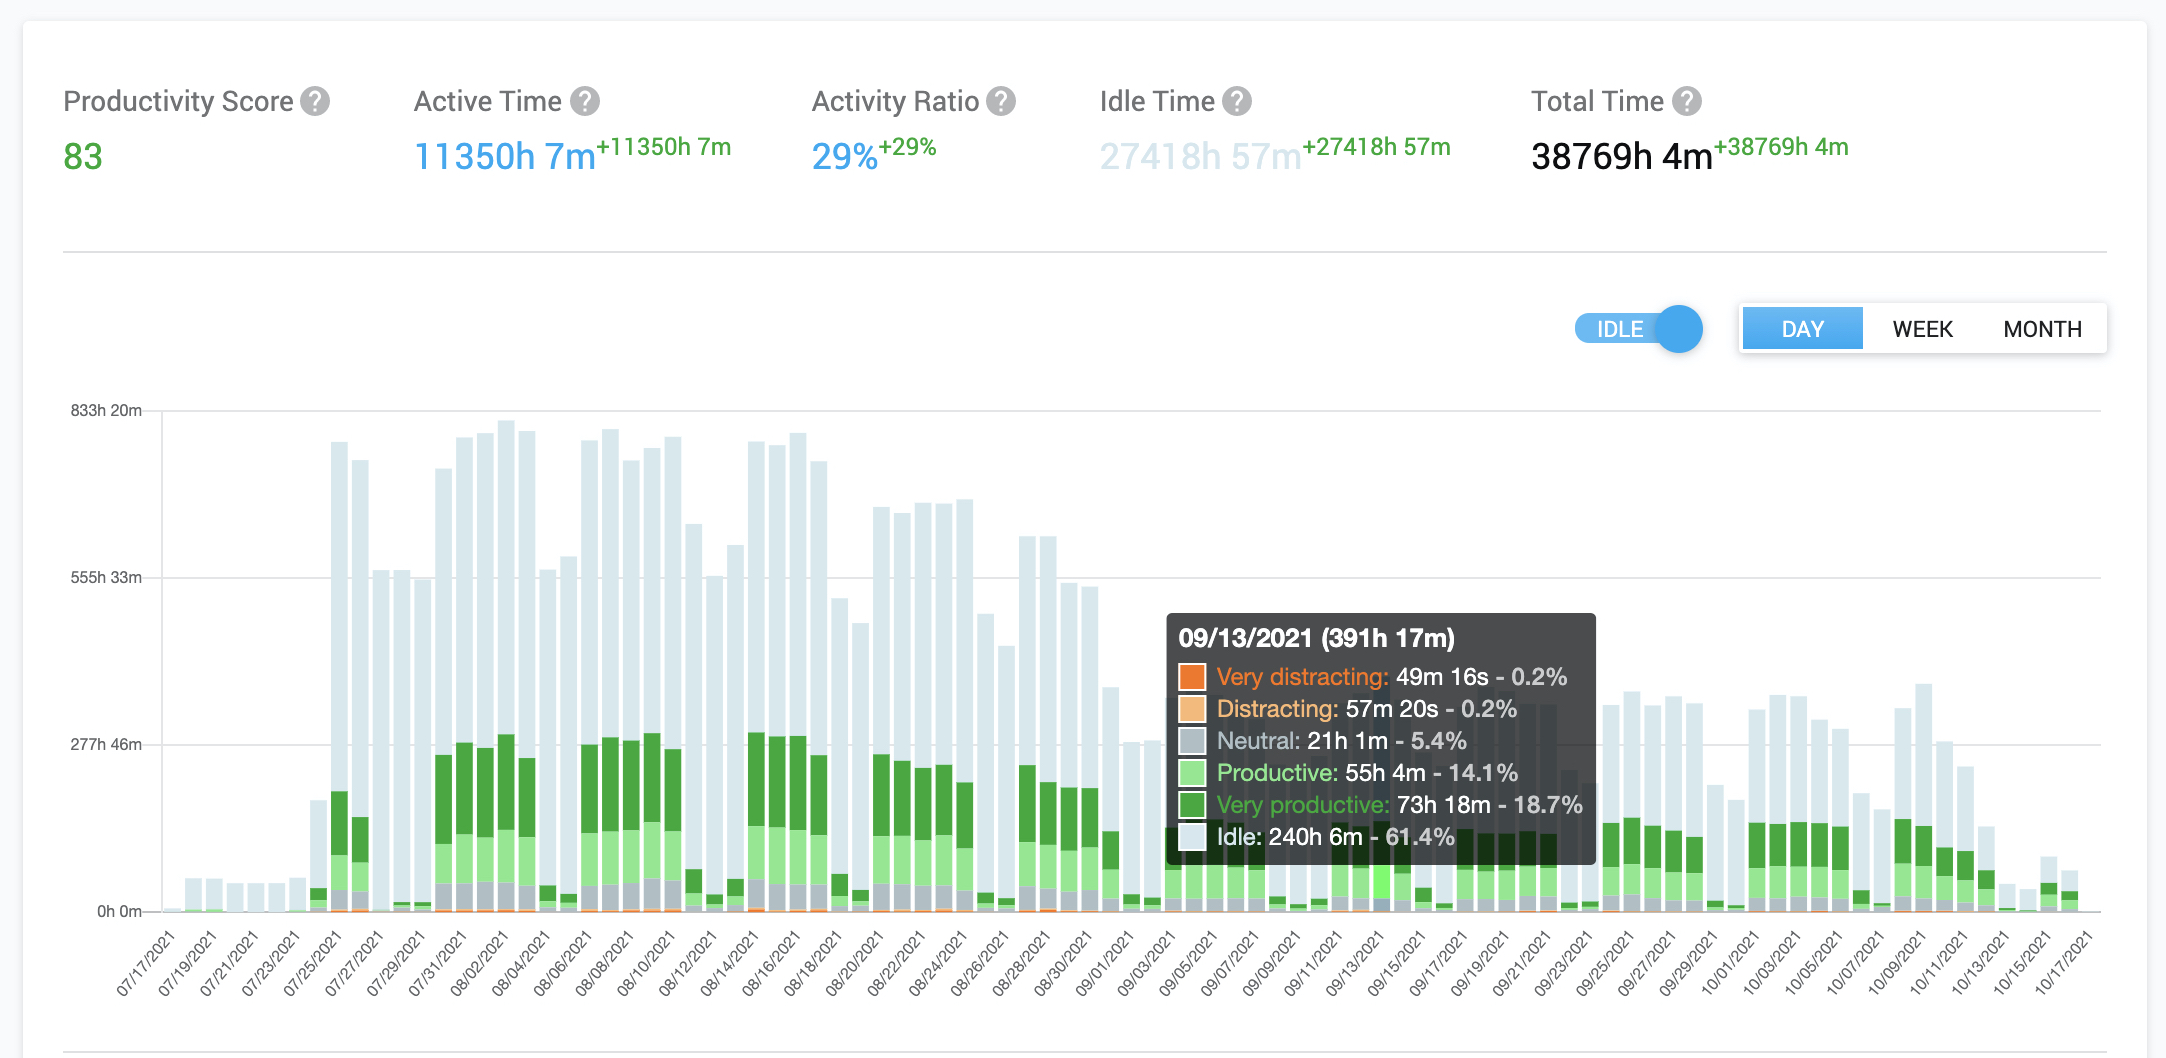 Productivity Score ?
83
Active Time ?
11350h 7m +11350h 7m
Activity Ratio ?
29% +29%
Idle Time ?
27418h 57m +27418h 57m
Total Time ?
38769h 4m +38769h 4m
IDLE
DAY WEEK MONTH
833h 20m
555h 33m
277h 46m
0h 0m
09/13/2021 (391h 17m)
Very distracting: 49m 16s - 0.2%
Distracting: 57m 20s - 0.2%
Neutral: 21h 1m - 5.4%
Productive: 55h 4m - 14.1%
Very productive: 73h 18m - 18.7%
Idle: 240h 6m - 61.4%
07/17/2021
07/19/2021
07/21/2021
07/23/2021
07/25/2021
07/27/2021
07/29/2021
07/31/2021
08/02/2021
08/04/2021
08/06/2021
08/08/2021
08/10/2021
08/12/2021
08/14/2021
08/16/2021
08/18/2021
08/20/2021
08/22/2021
08/24/2021
08/26/2021
08/28/2021
08/30/2021
09/01/2021
09/03/2021
09/05/2021
09/07/2021
09/09/2021
09/11/2021
09/13/2021
09/15/2021
09/17/2021
09/19/2021
09/21/2021
09/23/2021
09/25/2021
09/27/2021
09/29/2021
10/01/2021
10/03/2021
10/05/2021
10/07/2021
10/09/2021
10/11/2021
10/13/2021
10/15/2021
10/17/2021